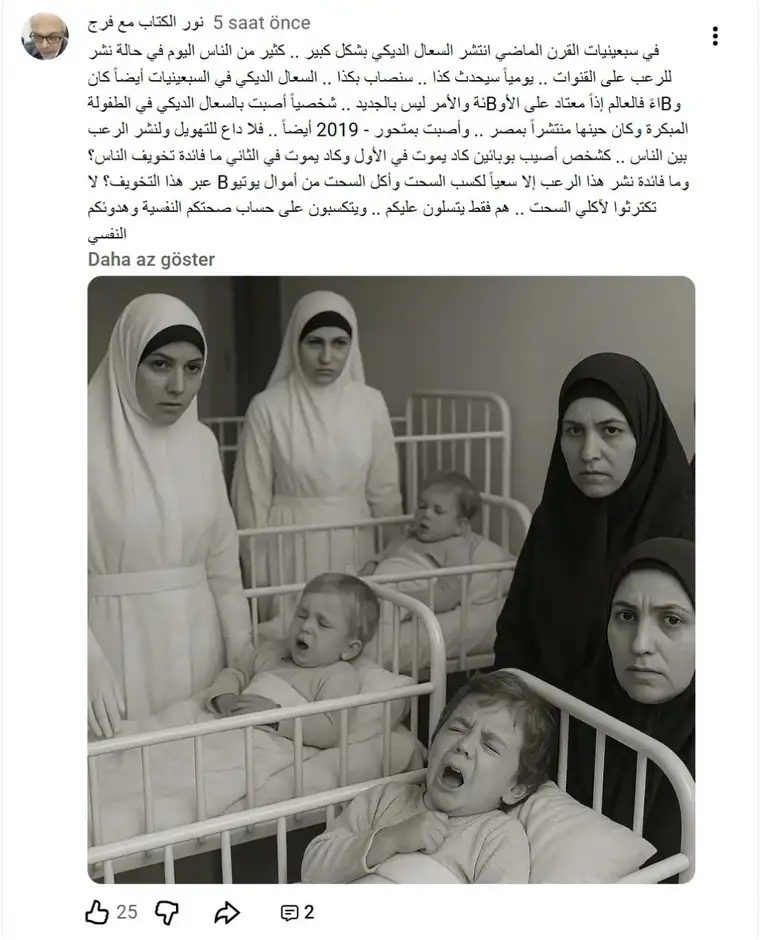 نور الكتاب مع فرج 5 saat önce
في سبعينيات القرن الماضي انتشر السعال الديكي بشكل كبير .. كثير من الناس اليوم في حالة نشر
للرعب على القنوات .. يومياً سيحدث كذا .. سنصاب بكذا .. السعال الديكي في السبعينيات أيضاً كان
وBاءً فالعالم إذاً معتاد على الأوBئة والأمر ليس بالجديد .. شخصياً أصبت بالسعال الديكي في الطفولة
المبكرة وكان حينها منتشراً بمصر .. وأصبت بمتحور - 2019 أيضاً .. فلا داع للتهويل ولنشر الرعب
بين الناس .. كشخص أصيب بوبائين كاد يموت في الأول وكاد يموت في الثاني ما فائدة تخويف الناس؟
وما فائدة نشر هذا الرعب إلا سعياً لكسب السحت وأكل السحت من أموال يوتيوB عبر هذا التخويف؟ لا
تكترثوا لآكلي السحت .. هم فقط يتسلون عليكم .. ويتكسبون على حساب صحتكم النفسية وهدوئكم
النفسي
Daha az göster
25 2